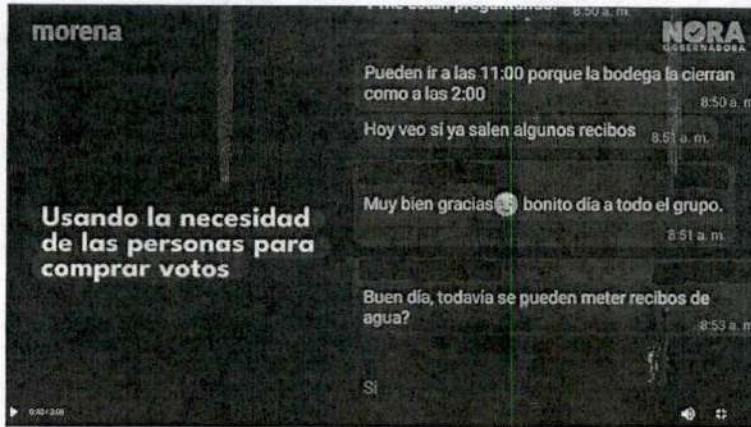 morena
NORA
GOBERNADORA
8:50 a. m.
Pueden ir a las 11:00 porque la bodega la cierran
como a las 2:00
8:50 a. m
Hoy veo si ya salen algunos recibos 8:51 a. m.
Usando la necesidad
de las personas para
comprar votos
Muy bien gracias bonito día a todo el grupo.
8:51 a. m.
Buen día, todavía se pueden meter recibos de
agua?
8:53 a. m
Si